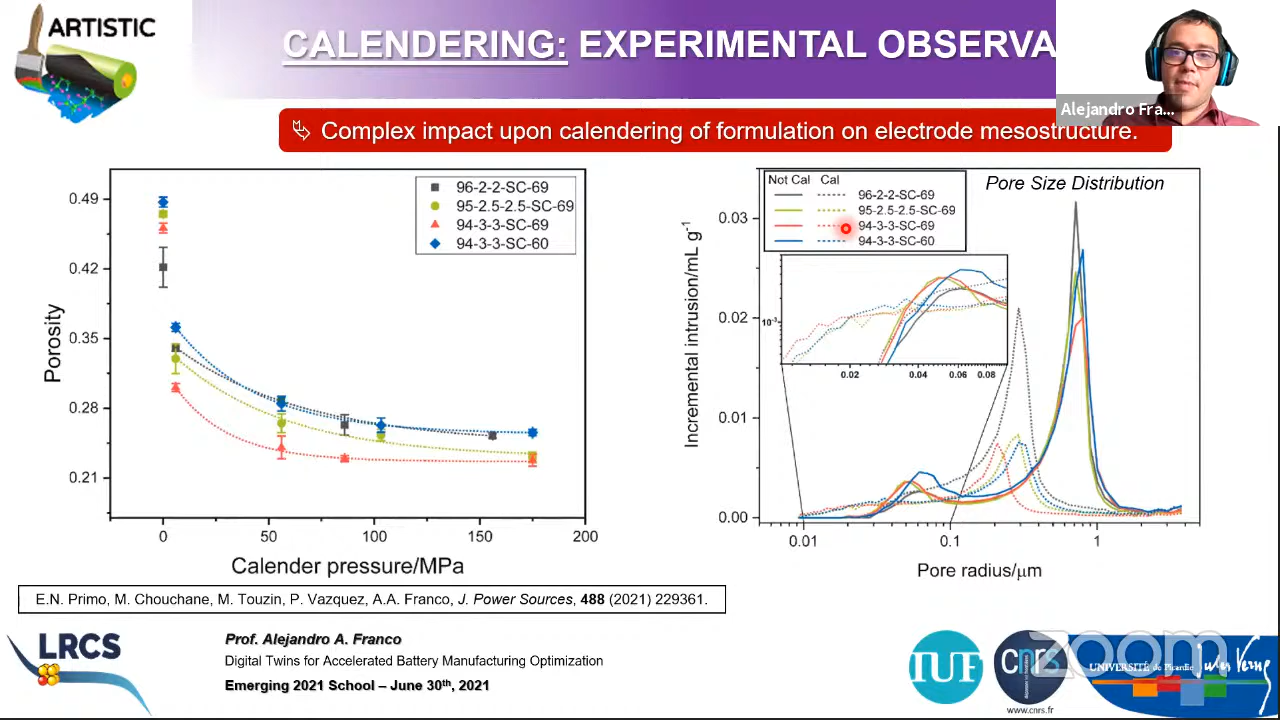 ARTISTIC
CALENDERING: EXPERIMENTAL OBSERVA
Alejandro Fra...
Complex impact upon calendering of formulation on electrode mesostructure.
96-2-2-SC-69
95-2.5-2.5-SC-69
94-3-3-SC-69
94-3-3-SC-60
0.49
0.42
0.35
0.28
0.21
Porosity
0 50 100 150 200
Calender pressure/MPa
Pore Size Distribution
Not Cal Cal
96-2-2-SC-69
95-2.5-2.5-SC-69
94-3-3-SC-69
94-3-3-SC-60
0.03
0.02
0.01
0.00
Incremental intrusion/mL g⁻¹
10⁻³
0.02 0.04 0.06 0.08
0.01 0.1 1
Pore radius/μm
E.N. Primo, M. Chouchane, M. Touzin, P. Vazquez, A.A. Franco, J. Power Sources, 488 (2021) 229361.
LRCS
Prof. Alejandro A. Franco
Digital Twins for Accelerated Battery Manufacturing Optimization
Emerging 2021 School – June 30th, 2021
IUF
cnrs
www.cnrs.fr
zoom
UNIVERSITÉ de Picardie
Jules Verne